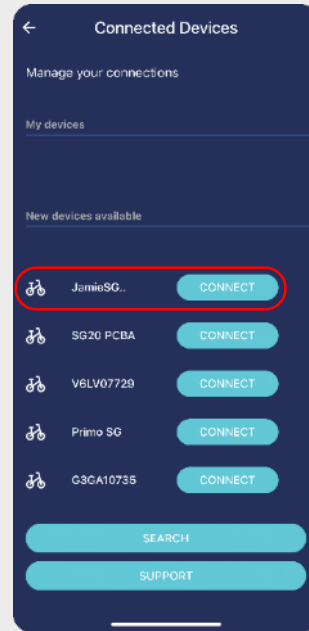 Connected Devices
Manage your connections
My devices
New devices available
JamieSG.. CONNECT
SG20 PCBA CONNECT
V6LV07729 CONNECT
Primo SG CONNECT
G3GA10735 CONNECT
SEARCH
SUPPORT